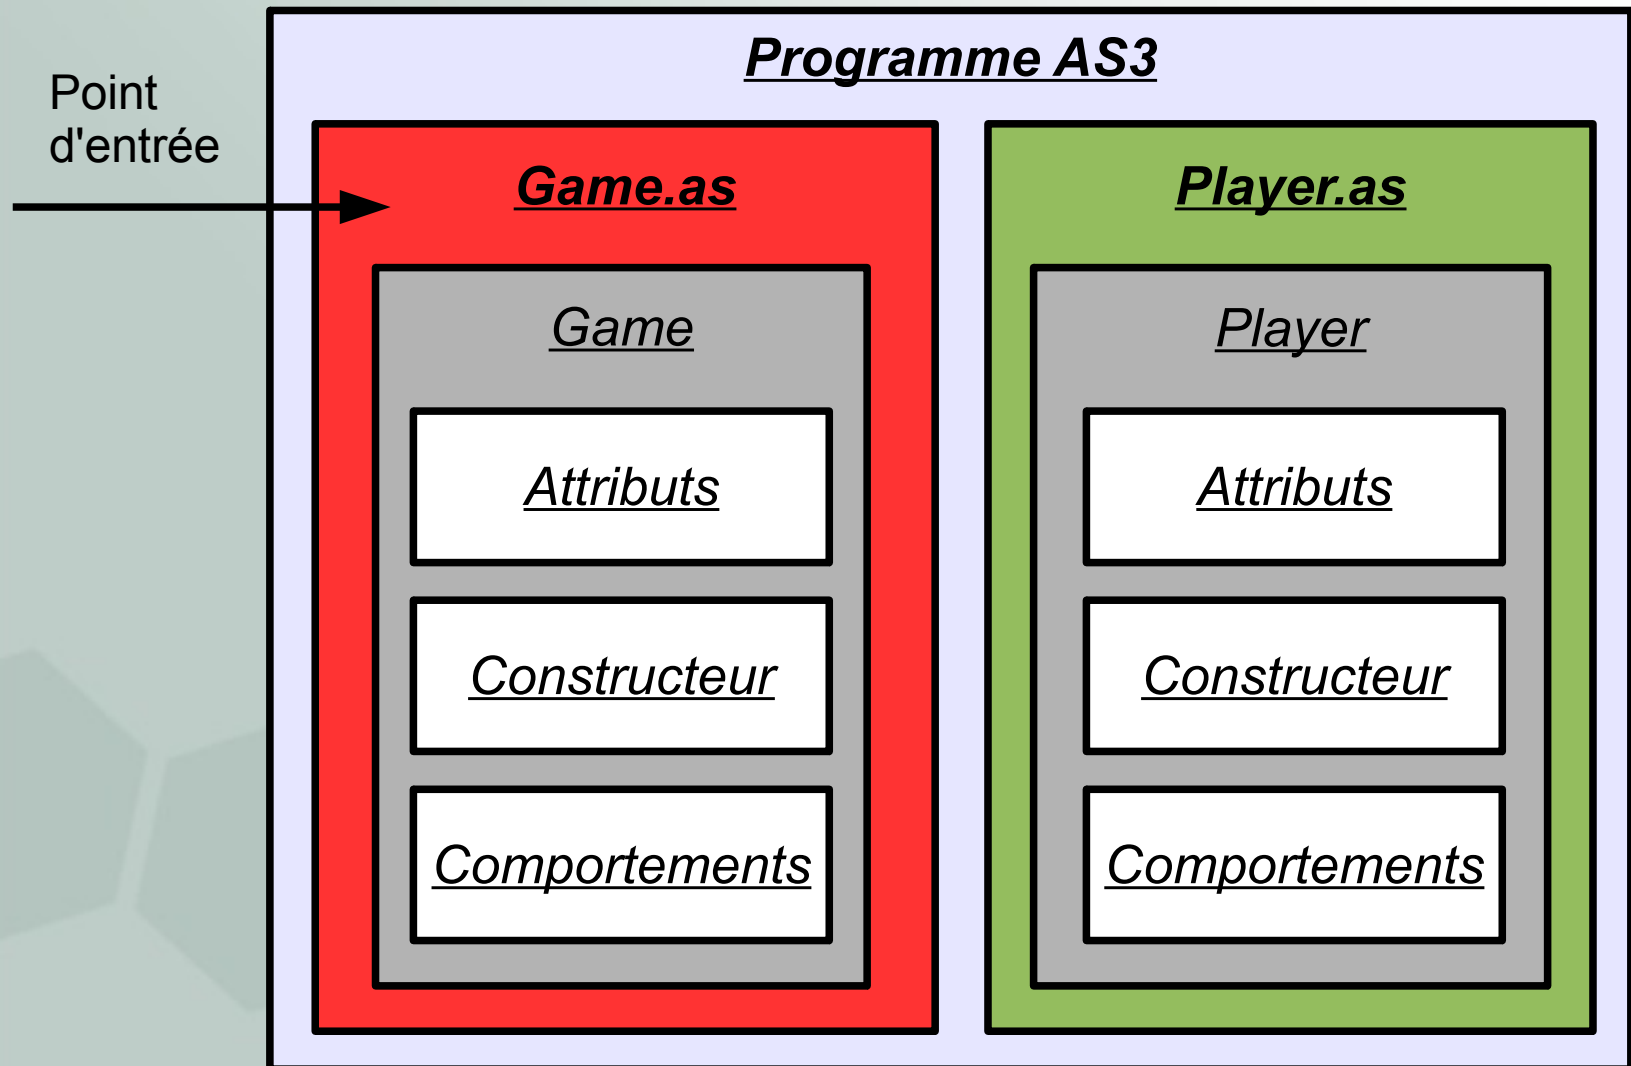 Programme AS3
Point
d'entrée
Game.as
Game
Attributs
Constructeur
Comportements
Player.as
Player
Attributs
Constructeur
Comportements